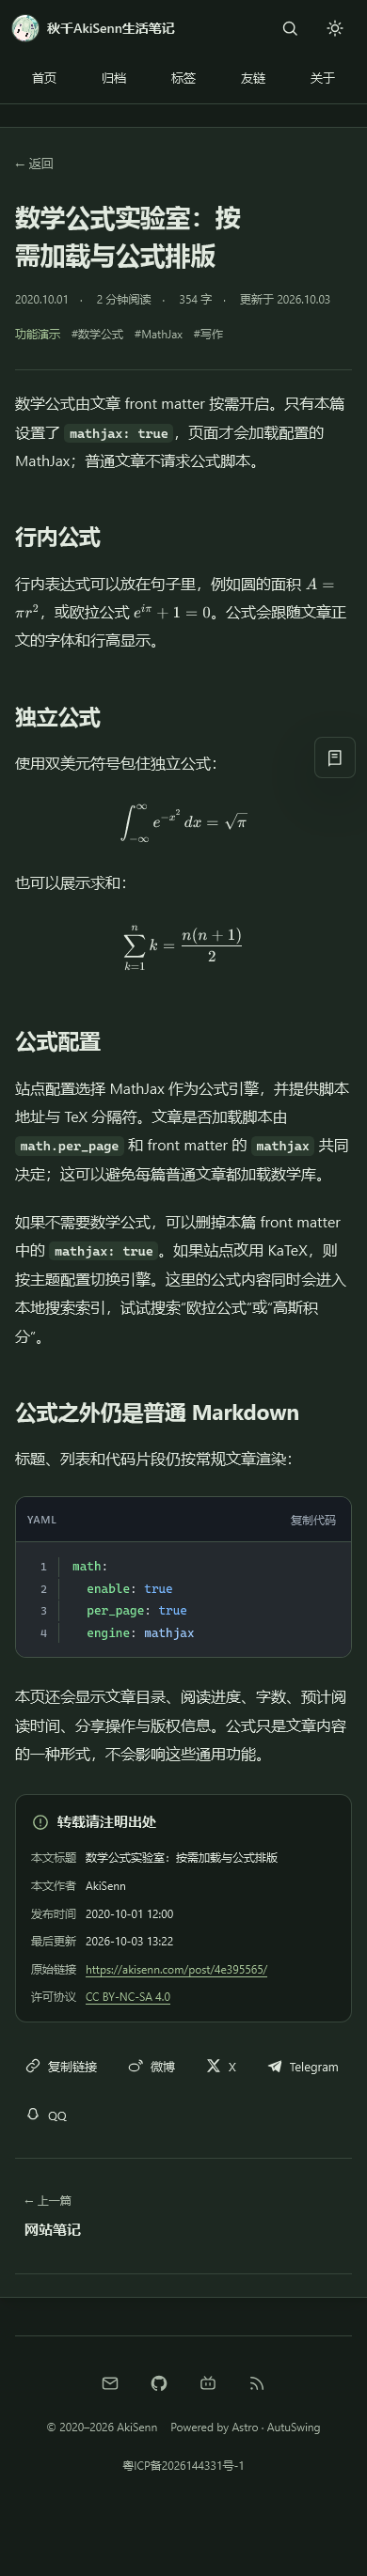 秋千AkiSenn生活笔记
首页 归档 标签 友链 关于
← 返回
数学公式实验室：按
需加载与公式排版
2020.10.01 · 2 分钟阅读 · 354 字 · 更新于 2026.10.03
功能演示 #数学公式 #MathJax #写作
数学公式由文章 front matter 按需开启。只有本篇
设置了 mathjax: true，页面才会加载配置的
MathJax；普通文章不请求公式脚本。
行内公式
行内表达式可以放在句子里，例如圆的面积 A =
πr²，或欧拉公式 e^{iπ} + 1 = 0。公式会跟随文章正
文的字体和行高显示。
独立公式
使用双美元符号包住独立公式：
∫_{−∞}^{∞} e^{−x²} dx = √π
也可以展示求和：
∑_{k=1}^{n} k = n(n + 1)/2
公式配置
站点配置选择 MathJax 作为公式引擎，并提供脚本
地址与 TeX 分隔符。文章是否加载脚本由
math.per_page 和 front matter 的 mathjax 共同
决定；这可以避免每篇普通文章都加载数学库。
如果不需要数学公式，可以删掉本篇 front matter
中的 mathjax: true。如果站点改用 KaTeX，则
按主题配置切换引擎。这里的公式内容同时会进入
本地搜索索引，试试搜索“欧拉公式”或“高斯积
分”。
公式之外仍是普通 Markdown
标题、列表和代码片段仍按常规文章渲染：
YAML 复制代码
1 math:
2   enable: true
3   per_page: true
4   engine: mathjax
本页还会显示文章目录、阅读进度、字数、预计阅
读时间、分享操作与版权信息。公式只是文章内容
的一种形式，不会影响这些通用功能。
转载请注明出处
本文标题 数学公式实验室：按需加载与公式排版
本文作者 AkiSenn
发布时间 2020-10-01 12:00
最后更新 2026-10-03 13:22
原始链接 https://akisenn.com/post/4e395565/
许可协议 CC BY-NC-SA 4.0
复制链接 微博 X Telegram
QQ
← 上一篇
网站笔记
© 2020–2026 AkiSenn Powered by Astro · AutuSwing
粤ICP备2026144331号-1